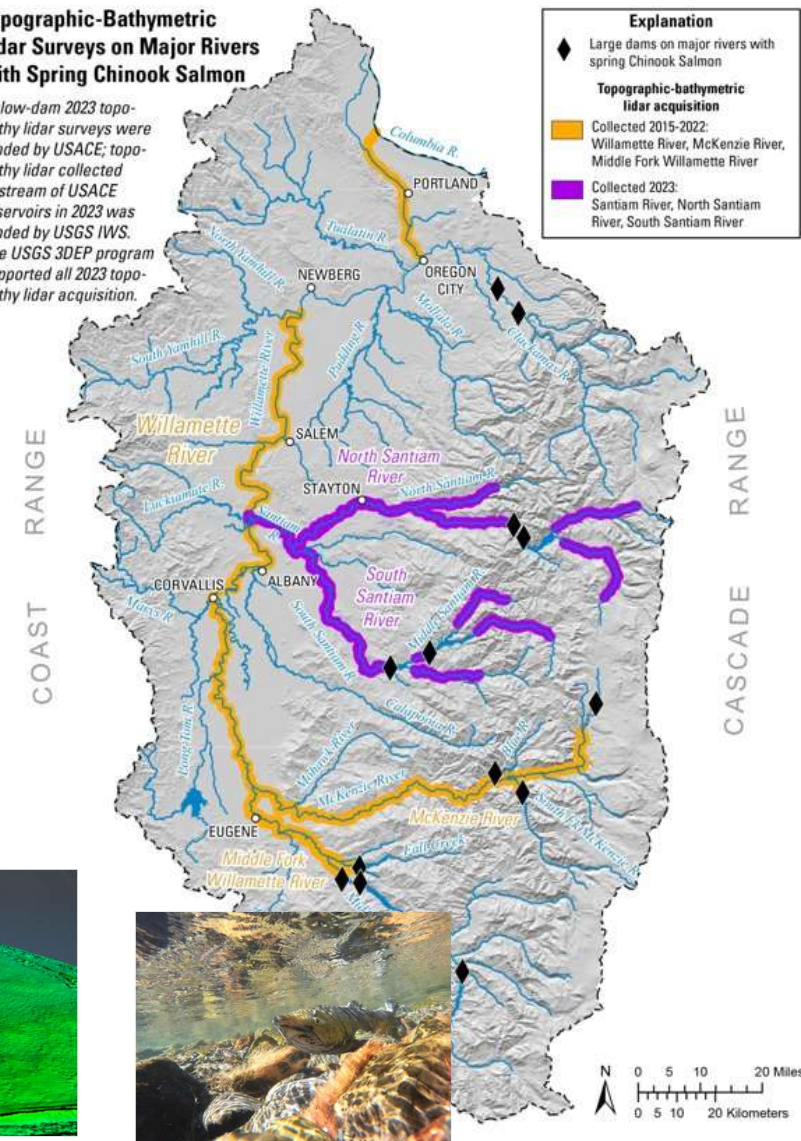 opographic-Bathymetric
dar Surveys on Major Rivers
ith Spring Chinook Salmon
low-dam 2023 topo-
thy lidar surveys were
nded by USACE; topo-
thy lidar collected
stream of USACE
servoirs in 2023 was
nded by USGS IWS.
e USGS 3DEP program
pported all 2023 topo-
thy lidar acquisition.
Explanation
Large dams on major rivers with
spring Chinook Salmon
Topographic-bathymetric
lidar acquisition
Collected 2015-2022:
Willamette River, McKenzie River,
Middle Fork Willamette River
Collected 2023:
Santiam River, North Santiam
River, South Santiam River
Columbia R.
PORTLAND
Tualatin R.
North Yamhill R.
NEWBERG
OREGON
CITY
Molalla R.
Clackamas R.
Pudding R.
South Yamhill R.
Willamette River
Willamette
River
SALEM
North Santiam
River
STAYTON
North Santiam R.
Luckiamute R.
Santiam
R.
COAST RANGE
CASCADE RANGE
CORVALLIS
ALBANY
South
Santiam
River
Middle Santiam R.
Marys R.
South Santiam R.
Calapooia R.
Long Tom R.
Mohawk River
Blue R.
McKenzie River
McKenzie River
South Fk McKenzie R.
EUGENE
Middle Fork
Willamette River
Fall Creek
Mid
N
0 5 10 20 Miles
0 5 10 20 Kilometers